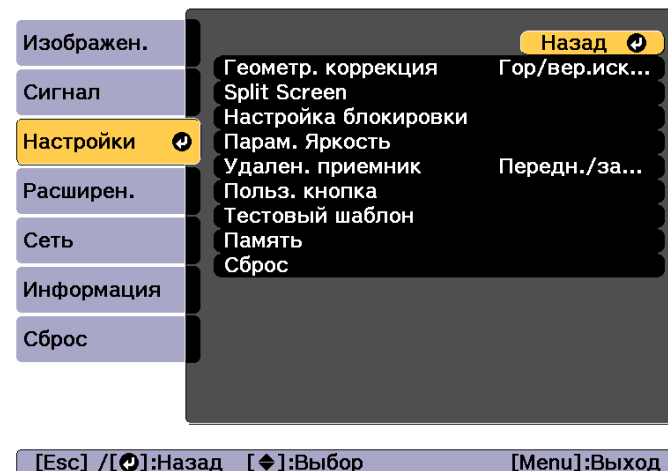 Изображен.
Сигнал
Настройки
Расширен.
Сеть
Информация
Сброс
Назад
Геометр. коррекция Гор/вер.иск...
Split Screen
Настройка блокировки
Парам. Яркость
Удален. приемник Передн./за...
Польз. кнопка
Тестовый шаблон
Память
Сброс
[Esc] /[⏎]:Назад [◆]:Выбор [Menu]:Выход